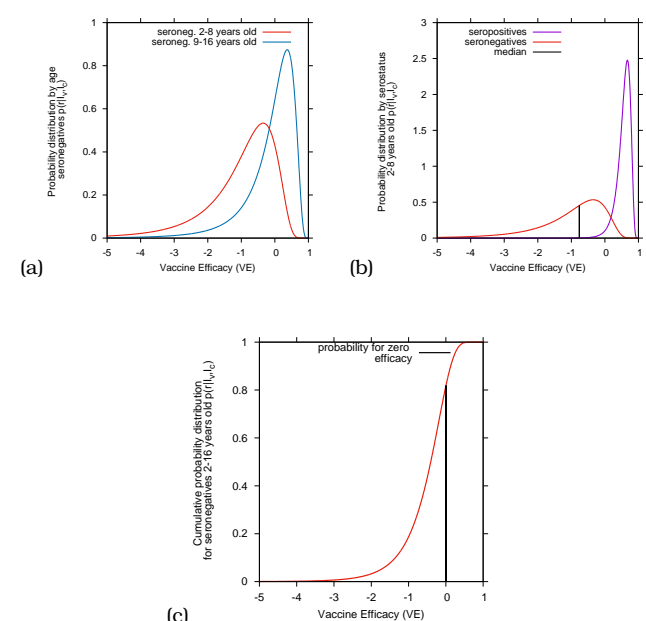 1
0.8
0.6
0.4
0.2
0
-5 -4 -3 -2 -1 0 1
seroneg. 2-8 years old
seroneg. 9-16 years old
Probability distribution by age
seronegatives p(r|I_v,I_c)
Vaccine Efficacy (VE)
(a)
3
2.5
2
1.5
1
0.5
0
-5 -4 -3 -2 -1 0 1
seropositives
seronegatives
median
Probability distribution by serostatus
2-8 years old p(r|I_v,I_c)
Vaccine Efficacy (VE)
(b)
1
0.8
0.6
0.4
0.2
0
-5 -4 -3 -2 -1 0 1
probability for zero
efficacy
Cumulative probability distribution
for seronegatives 2-16 years old p(r|I_v,I_c)
Vaccine Efficacy (VE)
(c)